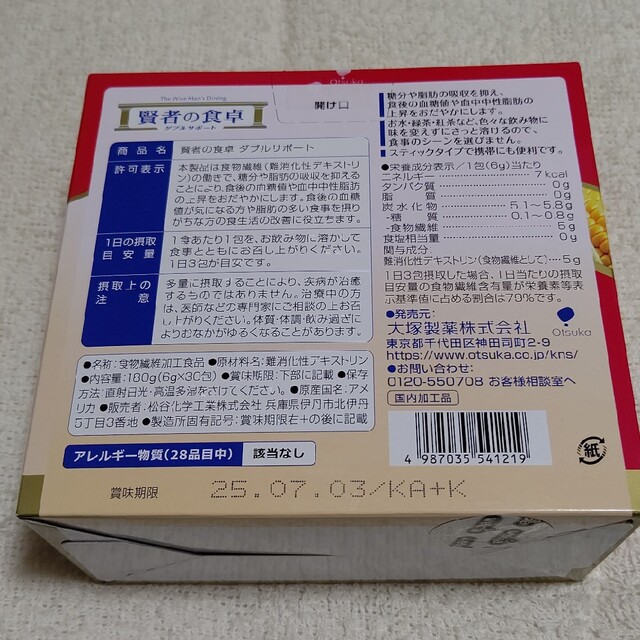 Otsuka
開け口
The Wise Man's Dining
賢者の食卓
ダブルサポート
商品名 賢者の食卓 ダブルサポート
許可表示
本製品は食物繊維(難消化性デキストリ
ン)の働きで、糖分や脂肪の吸収を抑える
ことにより、食後の血糖値や血中中性脂肪
の上昇をおだやかにします。食後の血糖
値が気になる方や脂肪の多い食事を摂り
がちな方の食生活の改善に役立ちます。
1日の摂取
目安量
1食あたり1包を、お飲み物に溶かして
食事とともにお召し上がりください。
1日3包が目安です。
摂取上の
注意
多量に摂取することにより、疾病が治癒
するものではありません。治療中の方
は、医師などの専門家にご相談の上お召
し上がりください。体質・体調・飲み過ぎに
よりおなかがゆるくなることがあります。
●名称:食物繊維加工食品 ●原材料名:難消化性デキストリン
●内容量:180g(6g×30包) ●賞味期限:下部に記載 ●保存
方法:直射日光・高温多湿をさけてください。●原産国名:アメ
リカ ●販売者:松谷化学工業株式会社 兵庫県伊丹市北伊丹
5丁目3番地 ●製造所固有記号:賞味期限右+の後に記載
アレルギー物質(28品目中) 該当なし
糖分や脂肪の吸収を抑え、
食後の血糖値や血中中性脂肪の
上昇をおだやかにします。
お水・緑茶・紅茶など、色々な飲み物に
味を変えずにさっと溶けるので、
食事のシーンを選びません。
スティックタイプで携帯にも便利です。
●栄養成分表示/1包(6g)当たり
エネルギー 7kcal
タンパク質 0g
脂質 0g
炭水化物 5.1~5.8g
-糖質 0.1~0.8g
-食物繊維 5g
食塩相当量 0g
関与成分
難消化性デキストリン(食物繊維として) 5g
1日3包摂取した場合、1日当たりの摂取
目安量の食物繊維含有量が栄養素等表
示基準値に占める割合は79%です。
●発売元:
大塚製薬株式会社
Otsuka
東京都千代田区神田司町2-9
https://www.otsuka.co.jp/kns/
●お問い合わせ:
0120-550708 お客様相談室へ
国内加工品
4 987035 541219
紙
賞味期限 25.07.03/KA+K